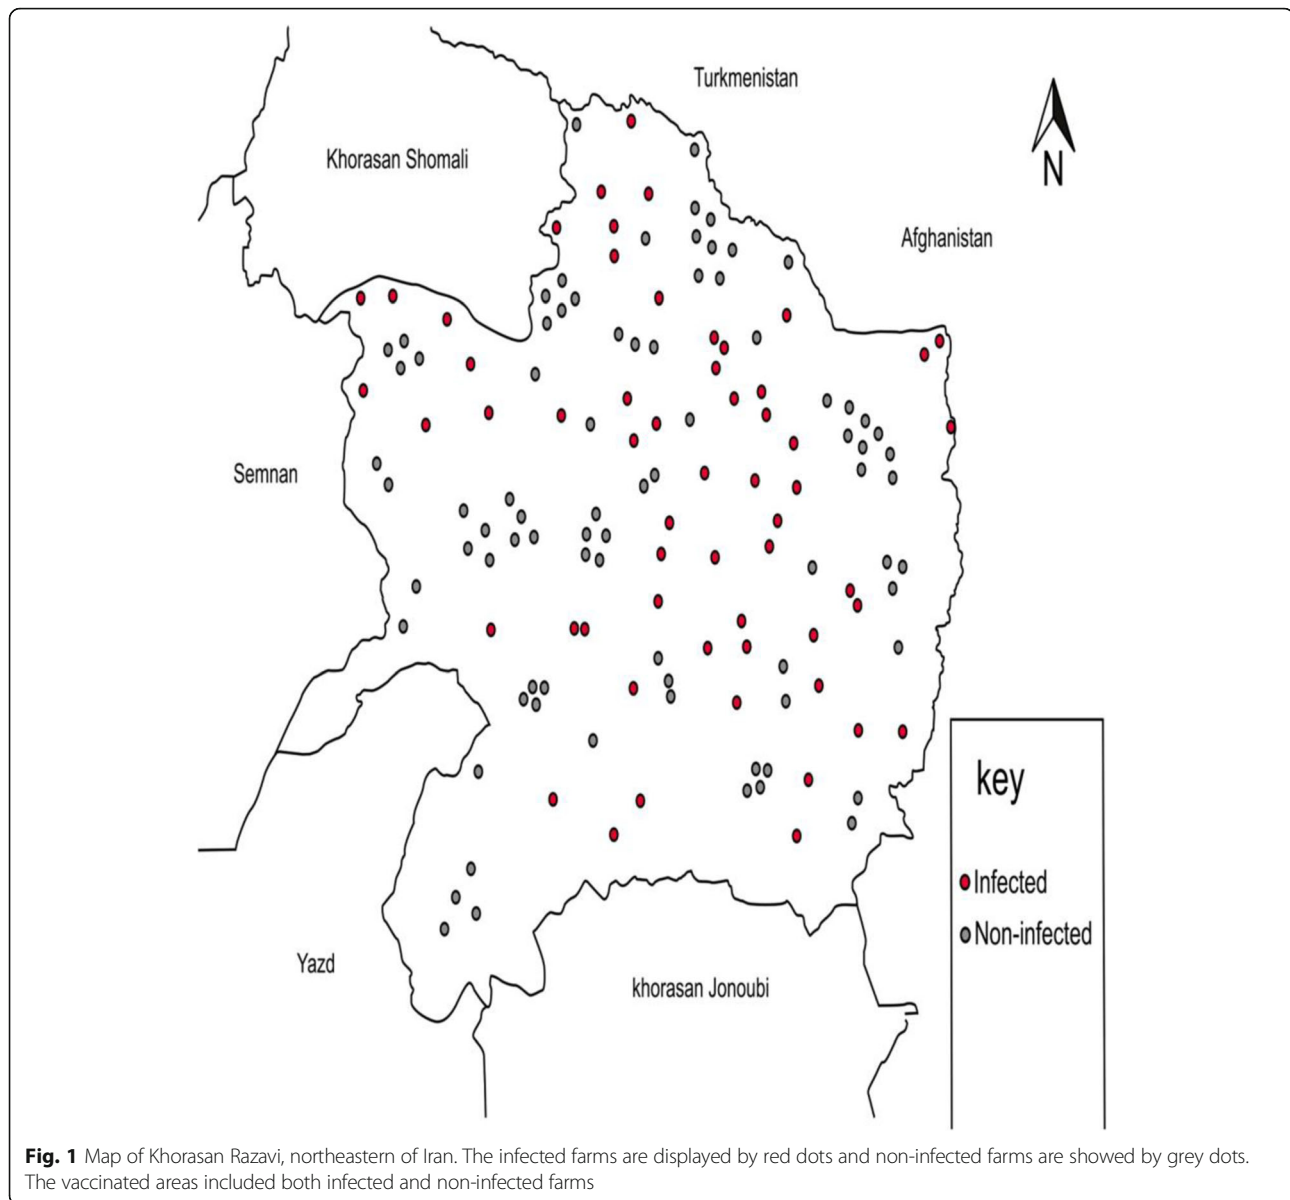 Turkmenistan
Khorasan Shomali
N
Afghanistan
Semnan
key
Infected
Non-infected
Yazd
khorasan Jonoubi
Fig. 1 Map of Khorasan Razavi, northeastern of Iran. The infected farms are displayed by red dots and non-infected farms are showed by grey dots.
The vaccinated areas included both infected and non-infected farms